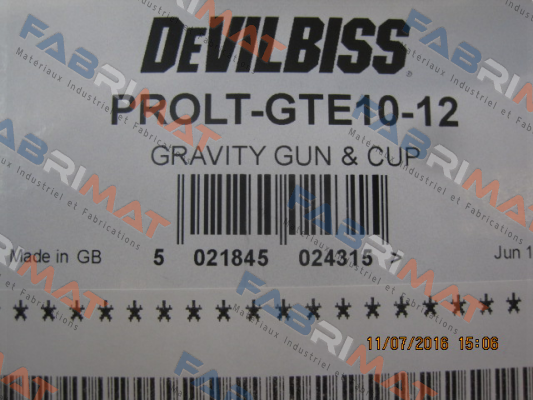 DEVILBISS®
PROLT-GTE10-12
GRAVITY GUN & CUP
Made in GB 5 021845 024315 > Jun 1
* * * * * * * * * * * * * * * * * *
11/07/2016 15:06
FABRIMAT
Matériaux Industriel et Fabrications